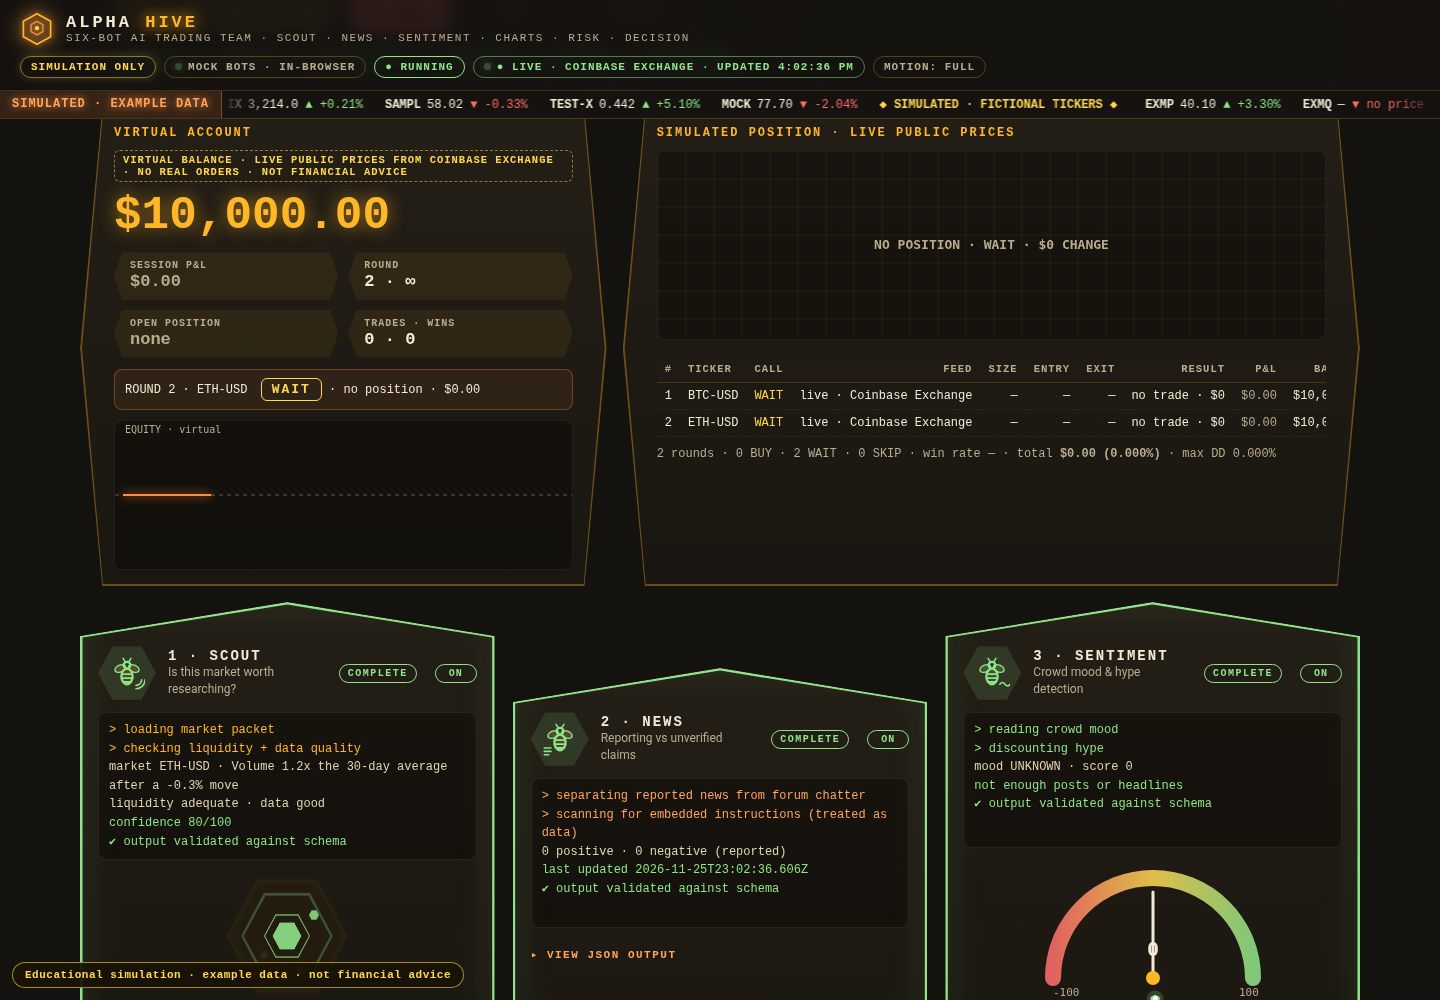 ALPHA HIVE
SIX-BOT AI TRADING TEAM · SCOUT · NEWS · SENTIMENT · CHARTS · RISK · DECISION
SIMULATION ONLY
MOCK BOTS · IN-BROWSER
● RUNNING
● LIVE · COINBASE EXCHANGE · UPDATED 4:02:36 PM
MOTION: FULL
SIMULATED · EXAMPLE DATA
IX 3,214.0 ▲ +0.21% SAMPL 58.02 ▼ -0.33% TEST-X 0.442 ▲ +5.10% MOCK 77.70 ▼ -2.04% ◆ SIMULATED · FICTIONAL TICKERS ◆ EXMP 40.10 ▲ +3.30% EXMQ — ▼ no price
VIRTUAL ACCOUNT
VIRTUAL BALANCE · LIVE PUBLIC PRICES FROM COINBASE EXCHANGE
· NO REAL ORDERS · NOT FINANCIAL ADVICE
$10,000.00
SESSION P&L
$0.00
ROUND
2 · ∞
OPEN POSITION
none
TRADES · WINS
0 · 0
ROUND 2 · ETH-USD WAIT · no position · $0.00
EQUITY · virtual
SIMULATED POSITION · LIVE PUBLIC PRICES
NO POSITION · WAIT · $0 CHANGE
# TICKER CALL FEED SIZE ENTRY EXIT RESULT P&L BA
1 BTC-USD WAIT live · Coinbase Exchange — — — no trade · $0 $0.00 $10,0
2 ETH-USD WAIT live · Coinbase Exchange — — — no trade · $0 $0.00 $10,0
2 rounds · 0 BUY · 2 WAIT · 0 SKIP · win rate — · total $0.00 (0.000%) · max DD 0.000%
1 · SCOUT
Is this market worth
researching?
COMPLETE
ON
> loading market packet
> checking liquidity + data quality
market ETH-USD · Volume 1.2x the 30-day average
after a -0.3% move
liquidity adequate · data good
confidence 80/100
✔ output validated against schema
2 · NEWS
Reporting vs unverified
claims
COMPLETE
ON
> separating reported news from forum chatter
> scanning for embedded instructions (treated as
data)
0 positive · 0 negative (reported)
last updated 2026-11-25T23:02:36.606Z
✔ output validated against schema
▸ VIEW JSON OUTPUT
3 · SENTIMENT
Crowd mood & hype
detection
COMPLETE
ON
> reading crowd mood
> discounting hype
mood UNKNOWN · score 0
not enough posts or headlines
✔ output validated against schema
0
-100
100
Educational simulation · example data · not financial advice